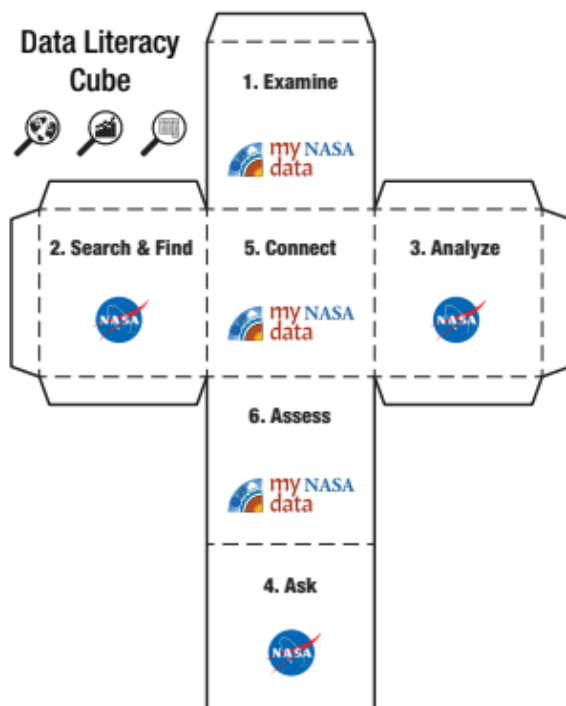 Data Literacy
Cube
1. Examine
my NASA
data
2. Search & Find
5. Connect
3. Analyze
NASA
my NASA
data
NASA
6. Assess
my NASA
data
4. Ask
NASA